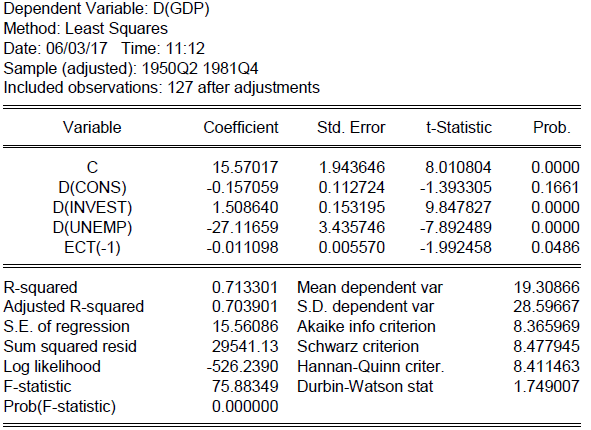 Dependent Variable: D(GDP)
Method: Least Squares
Date: 06/03/17 Time: 11:12
Sample (adjusted): 1950Q2 1981Q4
Included observations: 127 after adjustments
Variable Coefficient Std. Error t-Statistic Prob.
C 15.57017 1.943646 8.010804 0.0000
D(CONS) -0.157059 0.112724 -1.393305 0.1661
D(INVEST) 1.508640 0.153195 9.847827 0.0000
D(UNEMP) -27.11659 3.435746 -7.892489 0.0000
ECT(-1) -0.011098 0.005570 -1.992458 0.0486
R-squared 0.713301 Mean dependent var 19.30866
Adjusted R-squared 0.703901 S.D. dependent var 28.59667
S.E. of regression 15.56086 Akaike info criterion 8.365969
Sum squared resid 29541.13 Schwarz criterion 8.477945
Log likelihood -526.2390 Hannan-Quinn criter. 8.411463
F-statistic 75.88349 Durbin-Watson stat 1.749007
Prob(F-statistic) 0.000000